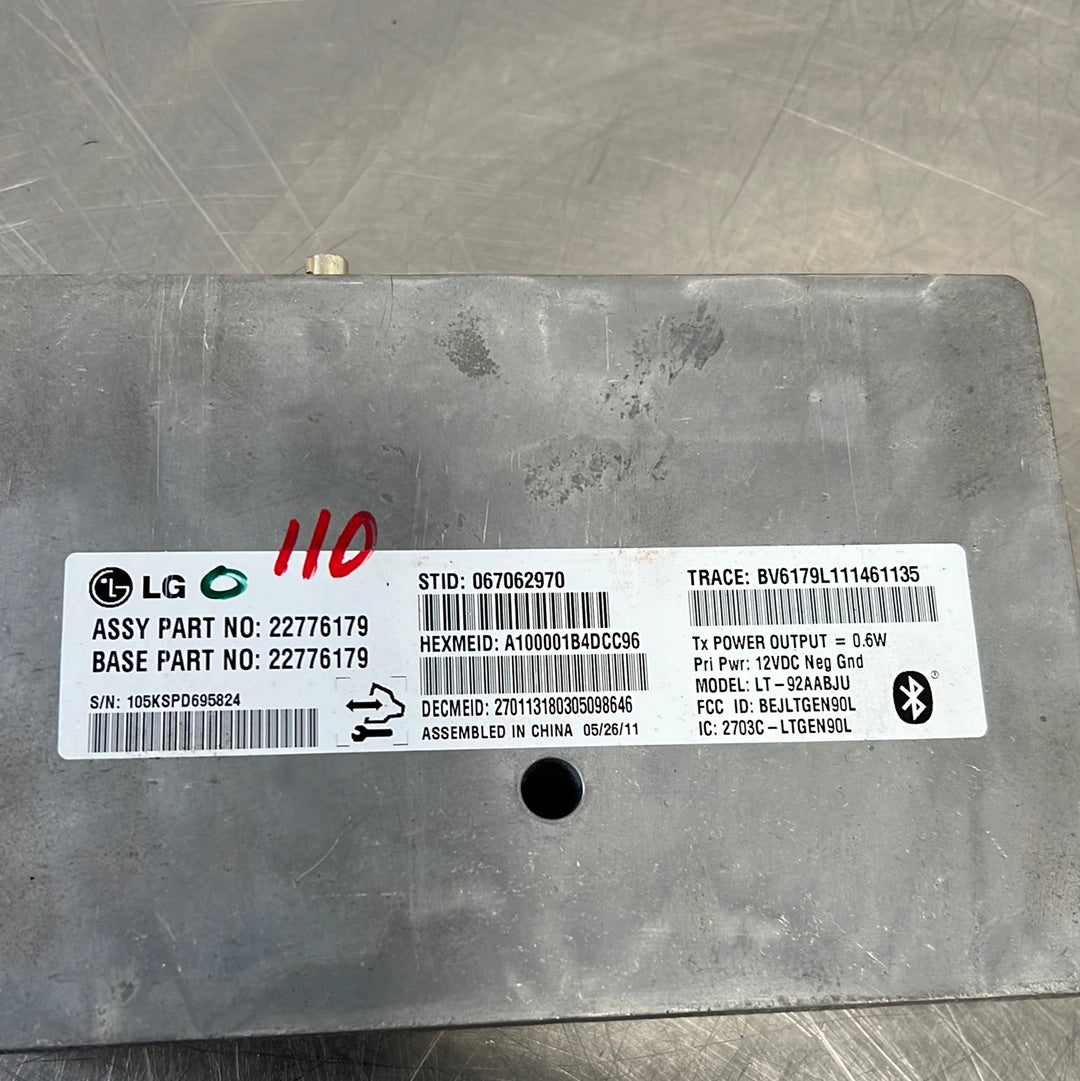 110
LG O
ASSY PART NO: 22776179
BASE PART NO: 22776179
S/N: 105KSPD695824
STID: 067062970
HEXMEID: A100001B4DCC96
DECMEID: 270113180305098646
ASSEMBLED IN CHINA 05/26/11
TRACE: BV6179L111461135
Tx POWER OUTPUT = 0.6W
Pri Pwr: 12VDC Neg Gnd
MODEL: LT-92AABJU
FCC ID: BEJLTGEN90L
IC: 2703C-LTGEN90L